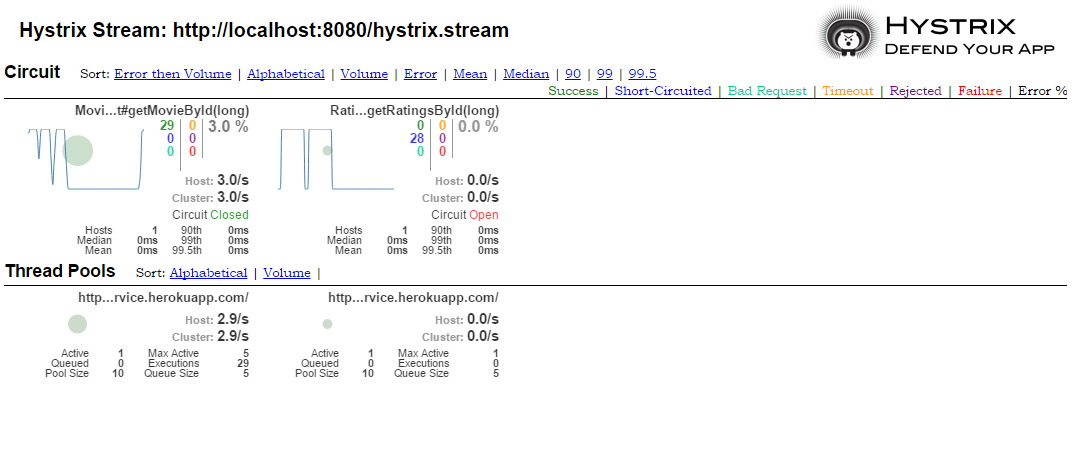 Hystrix Stream: http://localhost:8080/hystrix.stream
HYSTRIX
DEFEND YOUR APP
Circuit Sort: Error then Volume | Alphabetical | Volume | Error | Mean | Median | 90 | 99 | 99.5
Success | Short-Circuited | Bad Request | Timeout | Rejected | Failure | Error %
Movi...t#getMovieById(long) Rati...getRatingsById(long)
29 0 3.0 % 0 0 0.0 %
0 0 28 0
0 0 0 0
Host: 3.0/s Host: 0.0/s
Cluster: 3.0/s Cluster: 0.0/s
Circuit Closed Circuit Open
Hosts 1 90th 0ms Hosts 1 90th 0ms
Median 0ms 99th 0ms Median 0ms 99th 0ms
Mean 0ms 99.5th 0ms Mean 0ms 99.5th 0ms
Thread Pools Sort: Alphabetical | Volume |
http...rvice.herokuapp.com/ http...rvice.herokuapp.com/
Host: 2.9/s Host: 0.0/s
Cluster: 2.9/s Cluster: 0.0/s
Active 1 Max Active 5 Active 1 Max Active 1
Queued 0 Executions 29 Queued 0 Executions 0
Pool Size 10 Queue Size 5 Pool Size 10 Queue Size 5